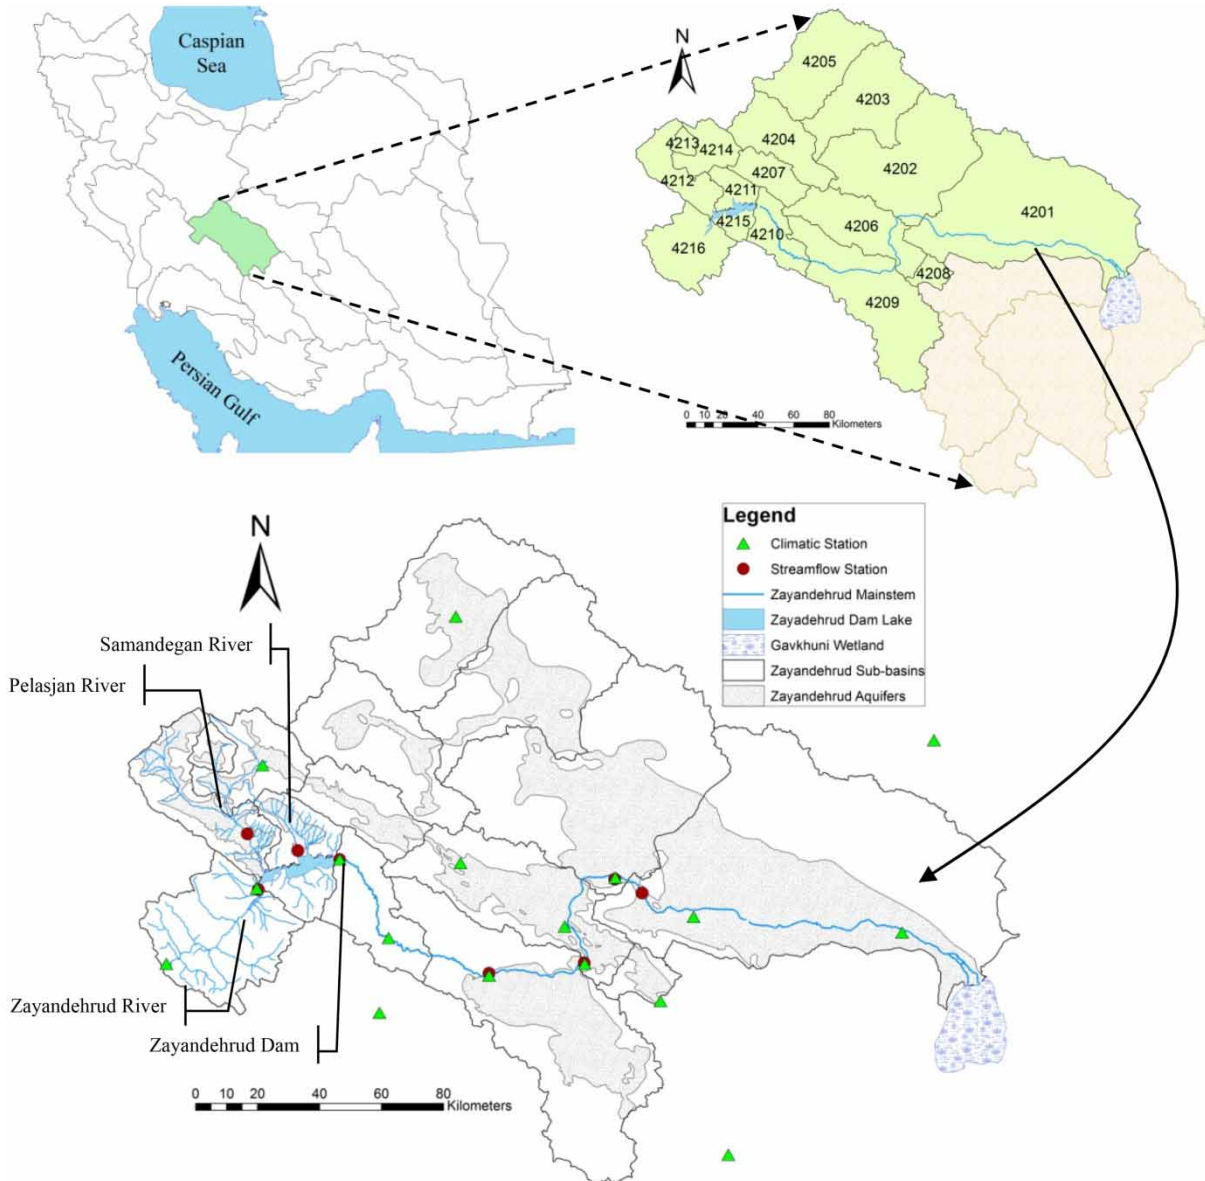 Caspian
Sea
Persian Gulf
N
4205
4203
4204
4213
4214
4202
4212
4207
4211
4201
4215
4206
4210
4216
4208
4209
0 10 20 40 60 80
Kilometers
Legend
Climatic Station
Streamflow Station
Zayandehrud Mainstem
Zayadehrud Dam Lake
Gavkhuni Wetland
Zayandehrud Sub-basins
Zayandehrud Aquifers
N
Samandegan River
Pelasjan River
Zayandehrud River
Zayandehrud Dam
0 10 20 40 60 80
Kilometers